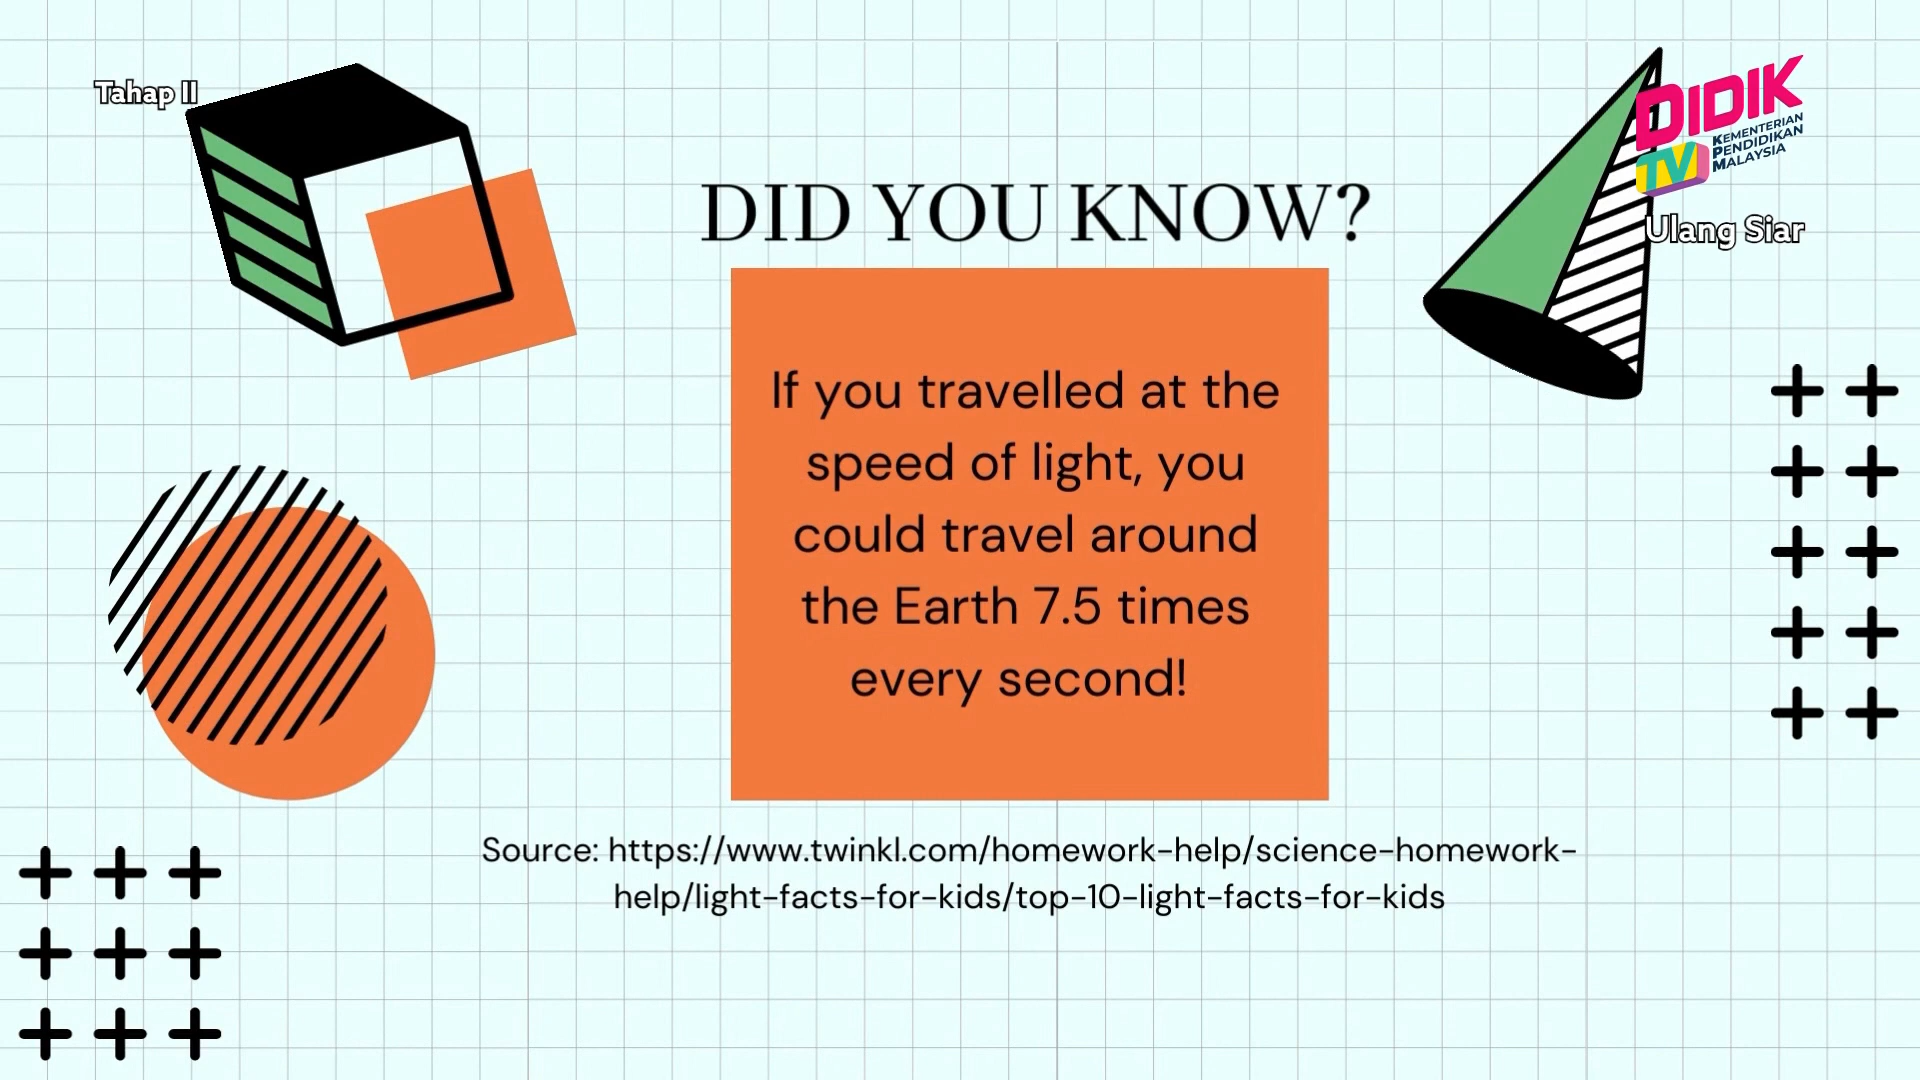 Tahap II
DIDIK
TV
KEMENTERIAN
PENDIDIKAN
MALAYSIA
Ulang Siar
DID YOU KNOW?
If you travelled at the
speed of light, you
could travel around
the Earth 7.5 times
every second!
Source: https://www.twinkl.com/homework-help/science-homework-
help/light-facts-for-kids/top-10-light-facts-for-kids